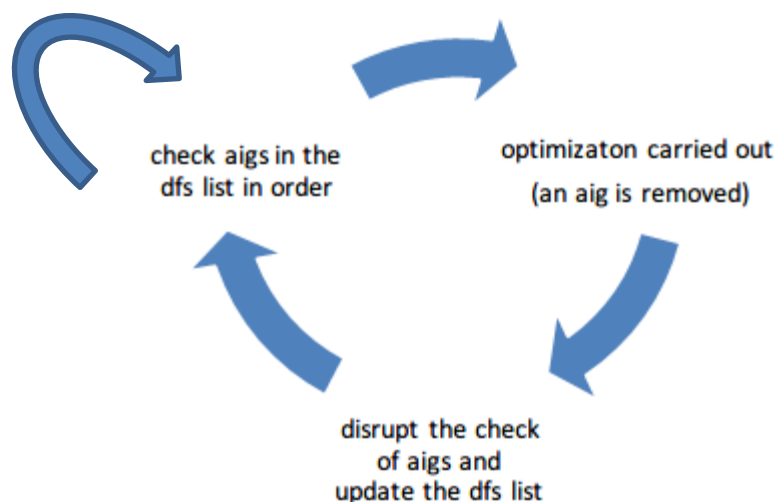 check aigs in the
dfs list in order
optimizaton carried out
(an aig is removed)
disrupt the check
of aigs and
update the dfs list